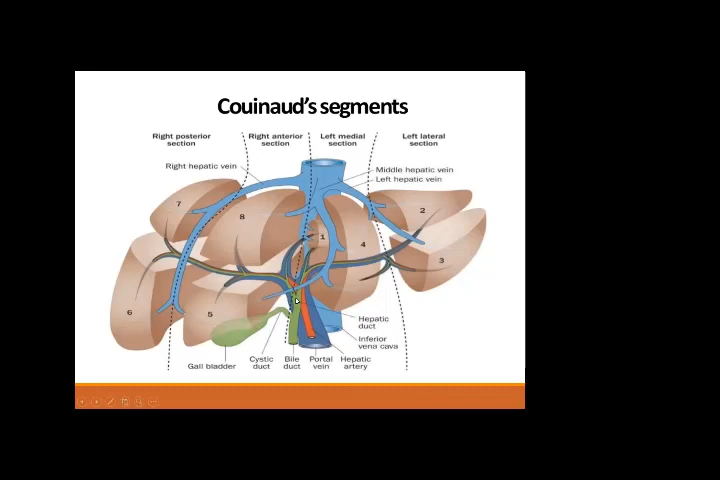 Couinaud's segments
Right posterior
section
Right anterior
section
Left medial
section
Left lateral
section
Right hepatic vein
Middle hepatic vein
Left hepatic vein
7
8
1
4
2
3
6
5
Hepatic
duct
Inferior
vena cava
Gall bladder
Cystic
duct
Bile
duct
Portal
vein
Hepatic
artery